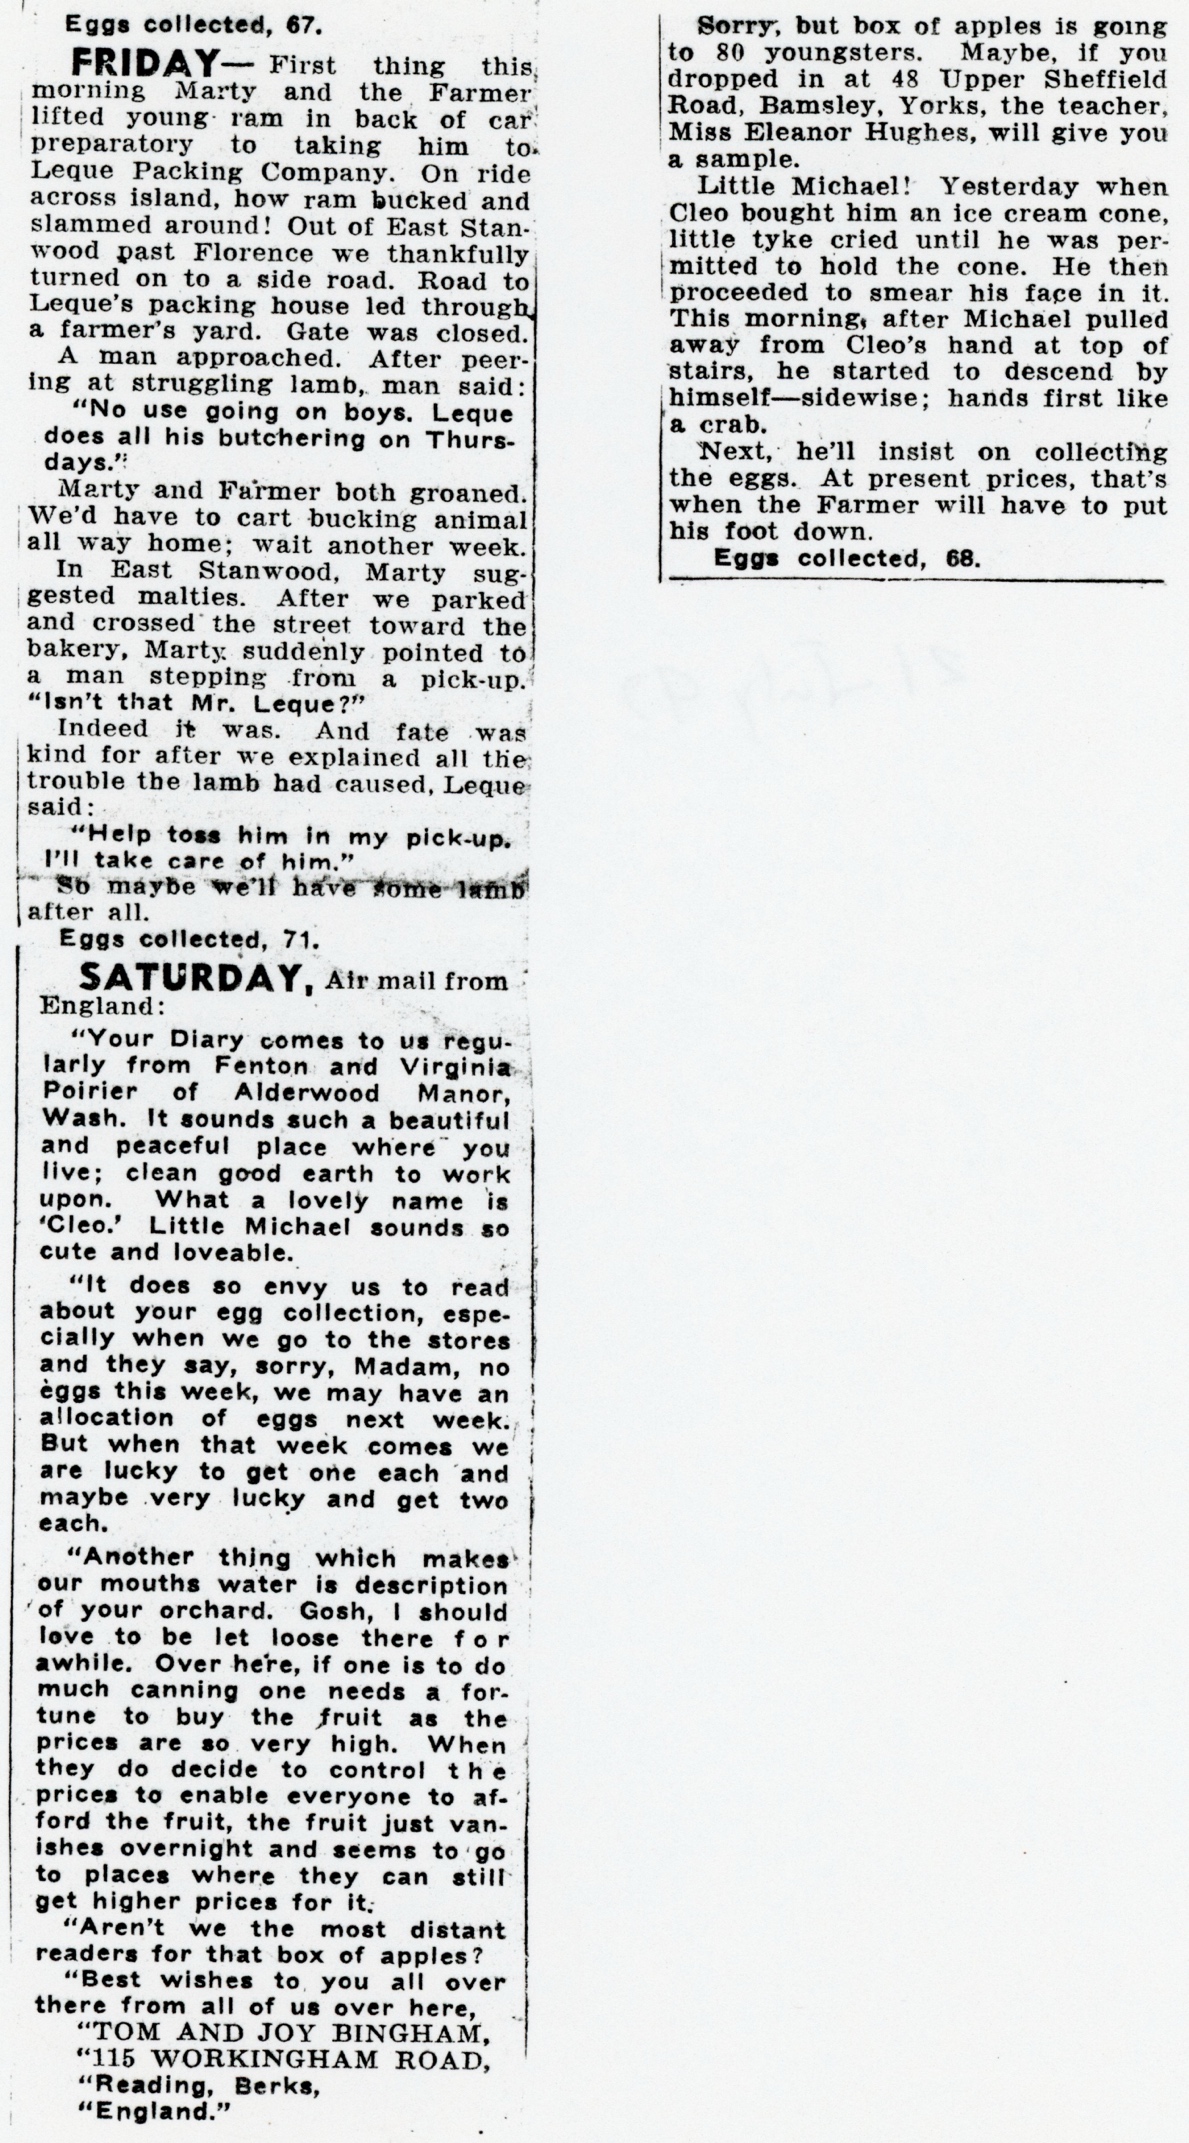 Eggs collected, 67.
FRIDAY— First thing this
morning Marty and the Farmer
lifted young ram in back of car
preparatory to taking him to
Leque Packing Company. On ride
across island, how ram bucked and
slammed around! Out of East Stan-
wood past Florence we thankfully
turned on to a side road. Road to
Leque's packing house led through
a farmer's yard. Gate was closed.
A man approached. After peer-
ing at struggling lamb, man said:
"No use going on boys. Leque
does all his butchering on Thurs-
days."
Marty and Farmer both groaned.
We'd have to cart bucking animal
all way home; wait another week.
In East Stanwood, Marty sug-
gested malties. After we parked
and crossed the street toward the
bakery, Marty suddenly pointed to
a man stepping from a pick-up.
"Isn't that Mr. Leque?"
Indeed it was. And fate was
kind for after we explained all the
trouble the lamb had caused, Leque
said:
"Help toss him in my pick-up.
I'll take care of him."
So maybe we'll have some lamb
after all.
Eggs collected, 71.
SATURDAY, Air mail from
England:
"Your Diary comes to us regu-
larly from Fenton and Virginia
Poirier of Alderwood Manor,
Wash. It sounds such a beautiful
and peaceful place where you
live; clean good earth to work
upon. What a lovely name is
'Cleo.' Little Michael sounds so
cute and loveable.
"It does so envy us to read
about your egg collection, espe-
cially when we go to the stores
and they say, sorry, Madam, no
eggs this week, we may have an
allocation of eggs next week.
But when that week comes we
are lucky to get one each and
maybe very lucky and get two
each.
"Another thing which makes
our mouths water is description
of your orchard. Gosh, I should
love to be let loose there for
awhile. Over here, if one is to do
much canning one needs a for-
tune to buy the fruit as the
prices are so very high. When
they do decide to control the
prices to enable everyone to af-
ford the fruit, the fruit just van-
ishes overnight and seems to go
to places where they can still
get higher prices for it.
"Aren't we the most distant
readers for that box of apples?
"Best wishes to you all over
there from all of us over here,
"TOM AND JOY BINGHAM,
"115 WORKINGHAM ROAD,
"Reading, Berks,
"England."
Sorry, but box of apples is going
to 80 youngsters. Maybe, if you
dropped in at 48 Upper Sheffield
Road, Bamsley, Yorks, the teacher,
Miss Eleanor Hughes, will give you
a sample.
Little Michael! Yesterday when
Cleo bought him an ice cream cone,
little tyke cried until he was per-
mitted to hold the cone. He then
proceeded to smear his face in it.
This morning, after Michael pulled
away from Cleo's hand at top of
stairs, he started to descend by
himself—sidewise; hands first like
a crab.
Next, he'll insist on collecting
the eggs. At present prices, that's
when the Farmer will have to put
his foot down.
Eggs collected, 68.